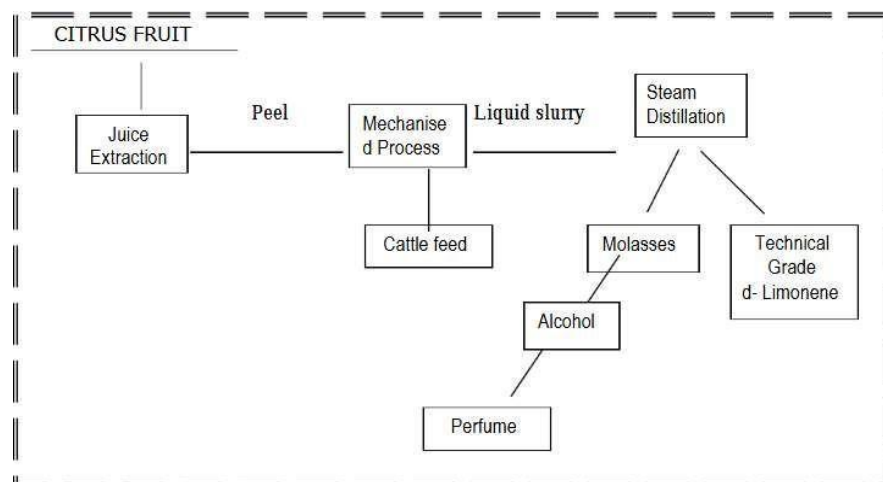 CITRUS FRUIT
Juice
Extraction
Peel
Mechanise
d Process
Liquid slurry
Steam
Distillation
Cattle feed
Molasses
Technical
Grade
d- Limonene
Alcohol
Perfume